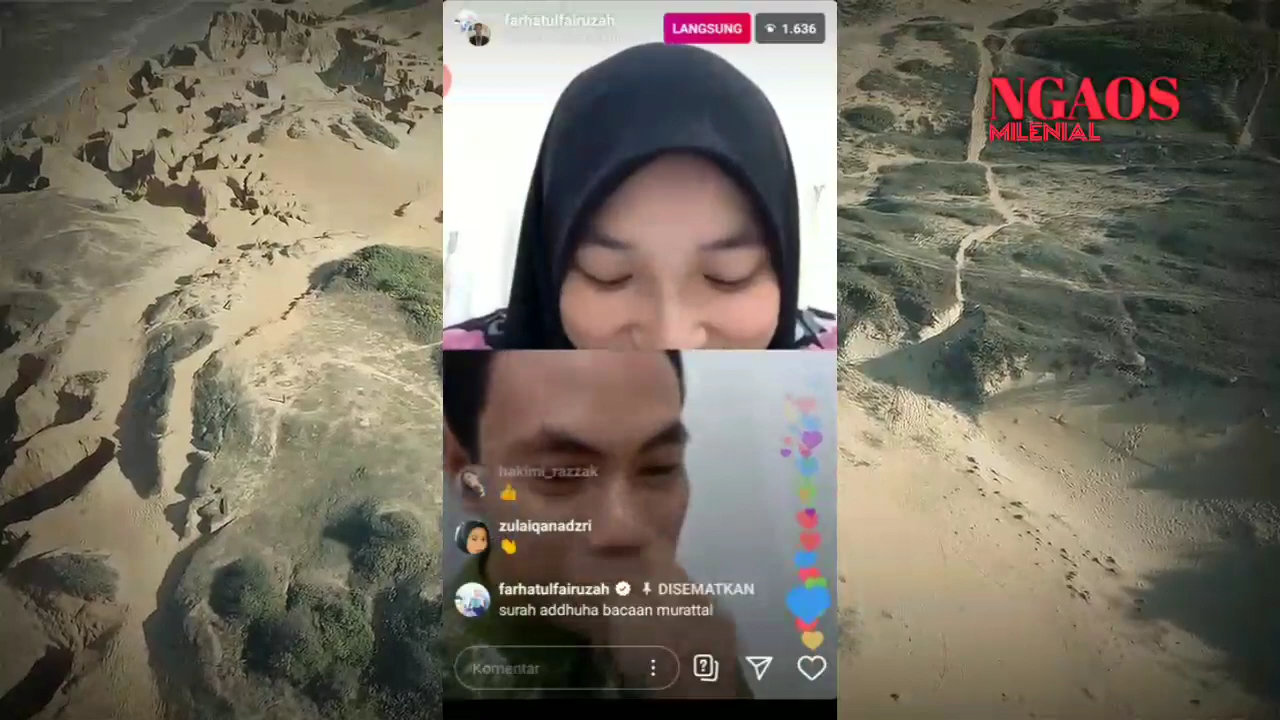 farhatulfairuzah
LANGSUNG
1.636
NGAOS
MILENIAL
hakimi_razzak
zulaiqanadzri
farhatulfairuzah DISEMATKAN
surah addhuha bacaan murattal
Komentar